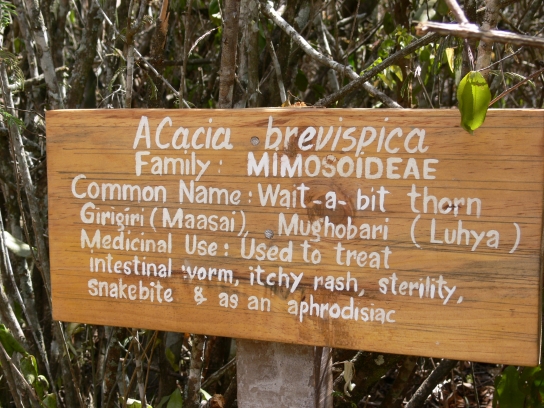 ACacia brevispica
Family: MIMOSOIDEAE
Common Name: Wait-a-bit thorn
Girigiri (Maasai), Mughobari (Luhya)
Medicinal Use: Used to treat
intestinal worm, itchy rash, sterility,
snakebite & as an aphrodisiac